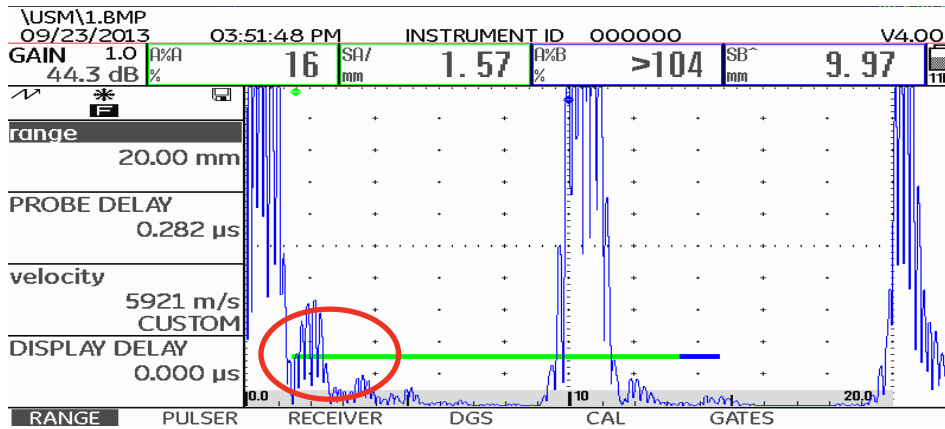 \USM\1.BMP
09/23/2013 03:51:48 PM INSTRUMENT ID 000000 V4.00
GAIN 1.0 A%A SA/ A%B SB^
44.3 dB % 16 mm 1.57 % >104 mm 9.97
F
range
20.00 mm
PROBE DELAY
0.282 µs
velocity
5921 m/s
CUSTOM
DISPLAY DELAY
0.000 µs
0.0 10 20.0
RANGE PULSER RECEIVER DGS CAL GATES